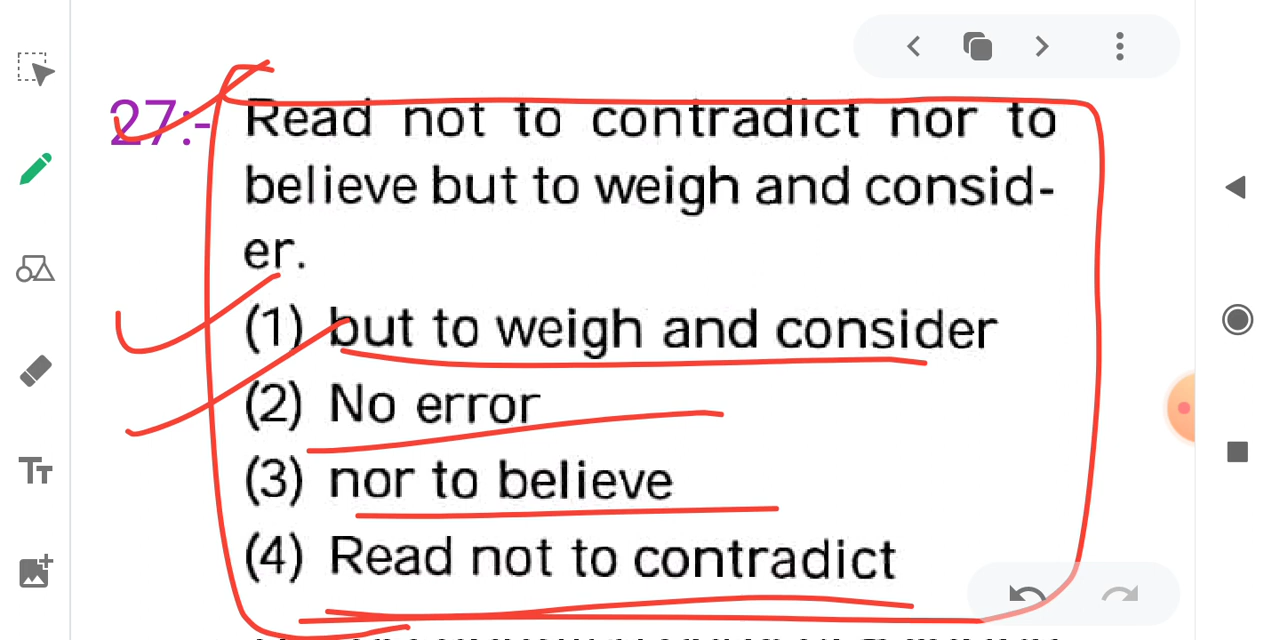 27:- Read not to contradict nor to
believe but to weigh and consid-
er.
(1) but to weigh and consider
(2) No error
(3) nor to believe
(4) Read not to contradict